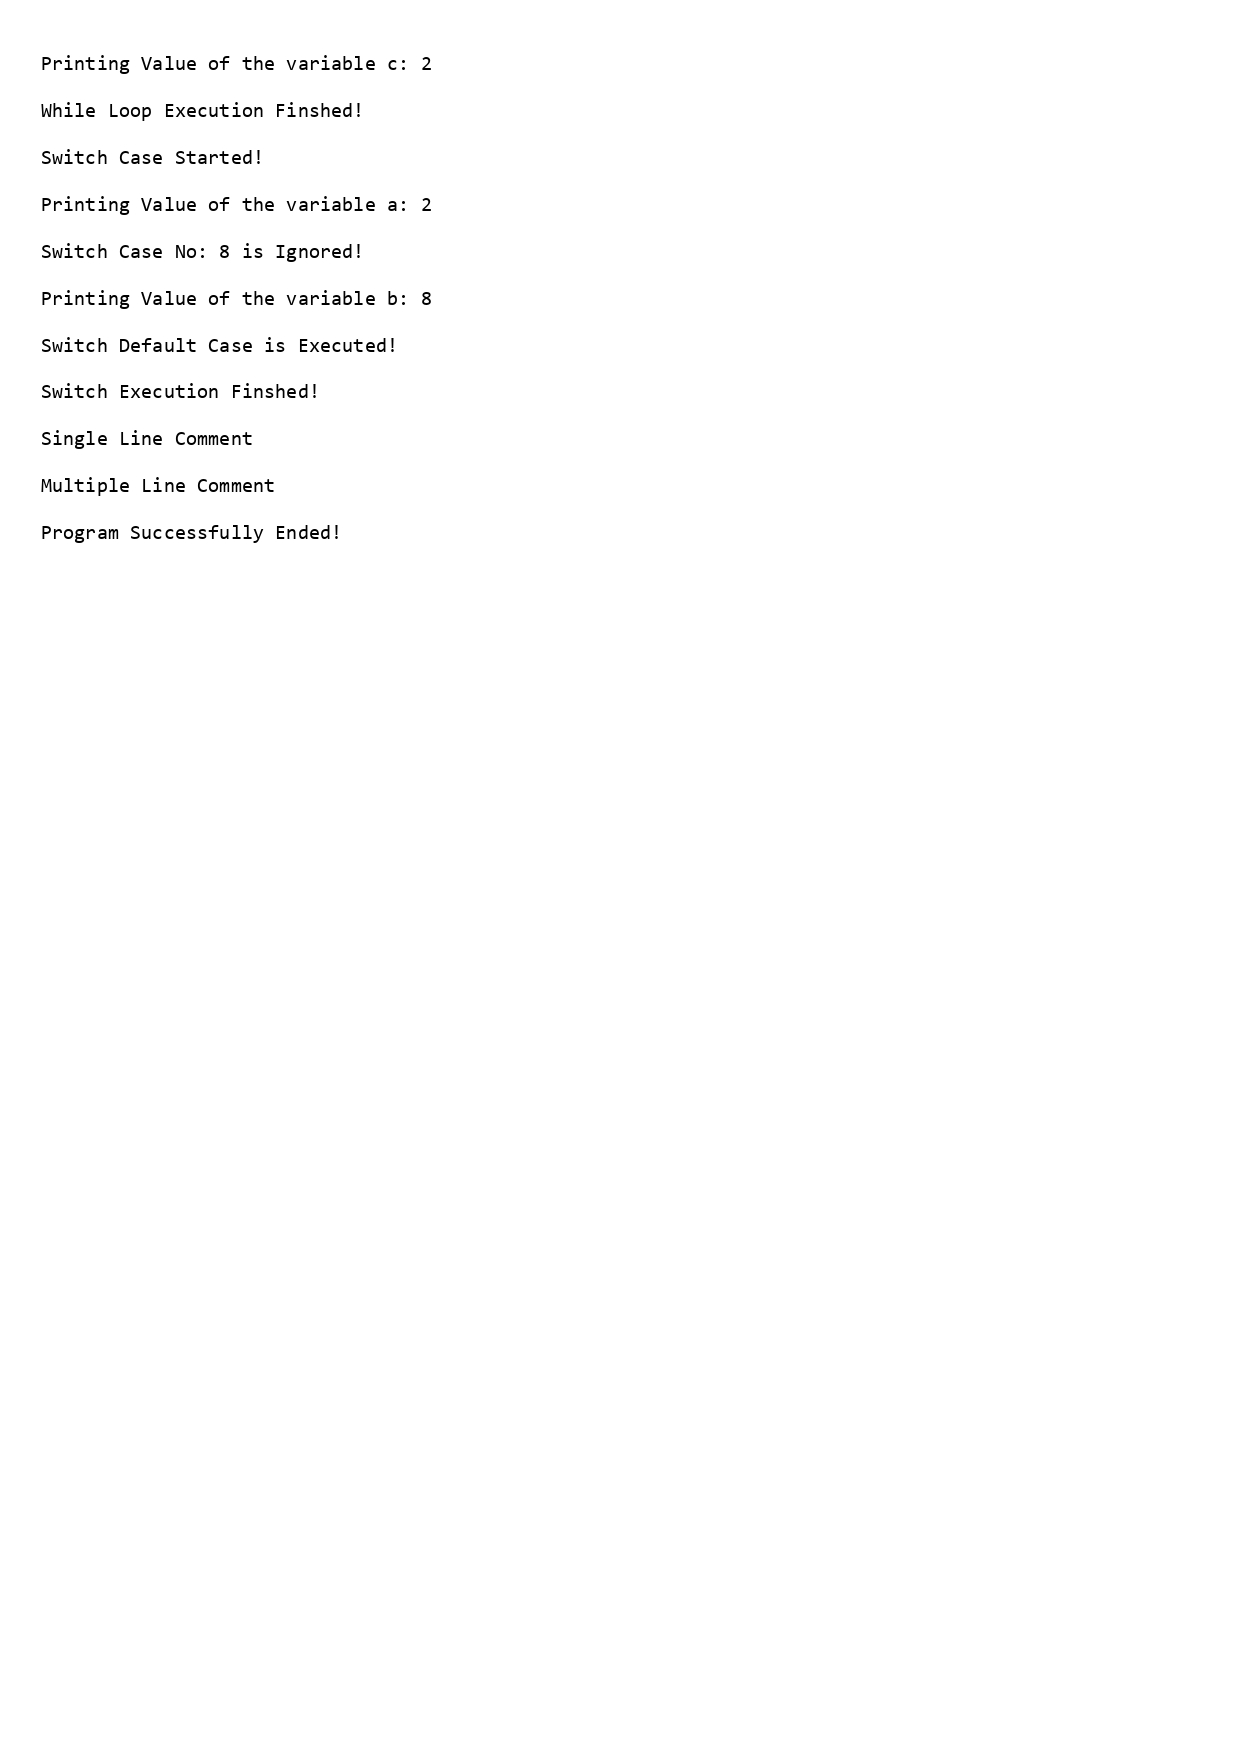 Printing Value of the variable c: 2
While Loop Execution Finshed!
Switch Case Started!
Printing Value of the variable a: 2
Switch Case No: 8 is Ignored!
Printing Value of the variable b: 8
Switch Default Case is Executed!
Switch Execution Finshed!
Single Line Comment
Multiple Line Comment
Program Successfully Ended!